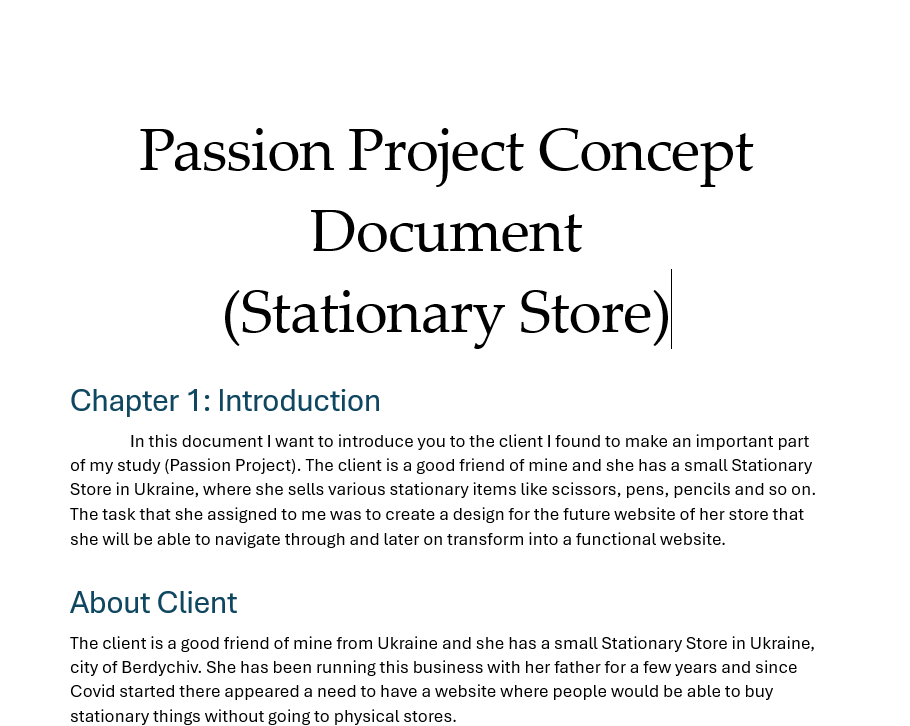 Passion Project Concept
Document
(Stationary Store)
Chapter 1: Introduction
In this document I want to introduce you to the client I found to make an important part
of my study (Passion Project). The client is a good friend of mine and she has a small Stationary
Store in Ukraine, where she sells various stationary items like scissors, pens, pencils and so on.
The task that she assigned to me was to create a design for the future website of her store that
she will be able to navigate through and later on transform into a functional website.
About Client
The client is a good friend of mine from Ukraine and she has a small Stationary Store in Ukraine,
city of Berdychiv. She has been running this business with her father for a few years and since
Covid started there appeared a need to have a website where people would be able to buy
stationary things without going to physical stores.